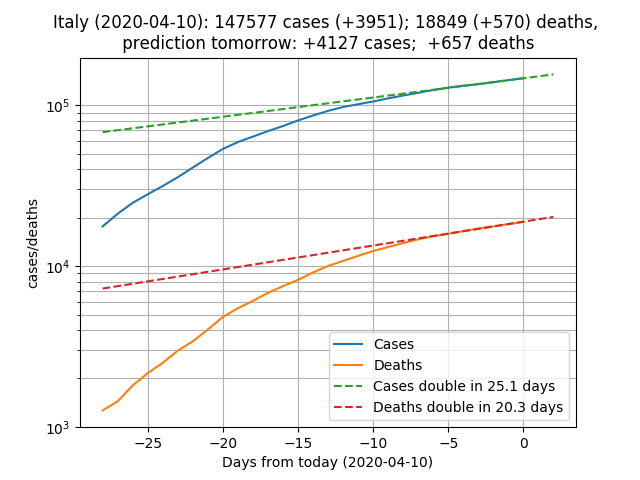 Italy (2020-04-10): 147577 cases (+3951); 18849 (+570) deaths,
prediction tomorrow: +4127 cases;  +657 deaths
cases/deaths
10^5
10^4
10^3
Cases
Deaths
Cases double in 25.1 days
Deaths double in 20.3 days
−25 −20 −15 −10 −5 0
Days from today (2020-04-10)